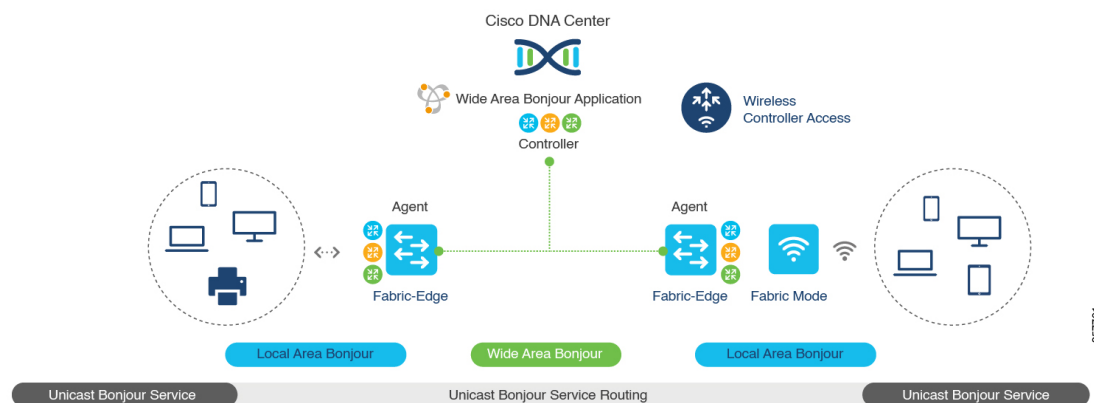 Cisco DNA Center
Wide Area Bonjour Application
Controller
Wireless
Controller Access
Agent
Agent
Fabric-Edge
Fabric-Edge
Fabric Mode
Local Area Bonjour
Wide Area Bonjour
Local Area Bonjour
Unicast Bonjour Service
Unicast Bonjour Service Routing
Unicast Bonjour Service